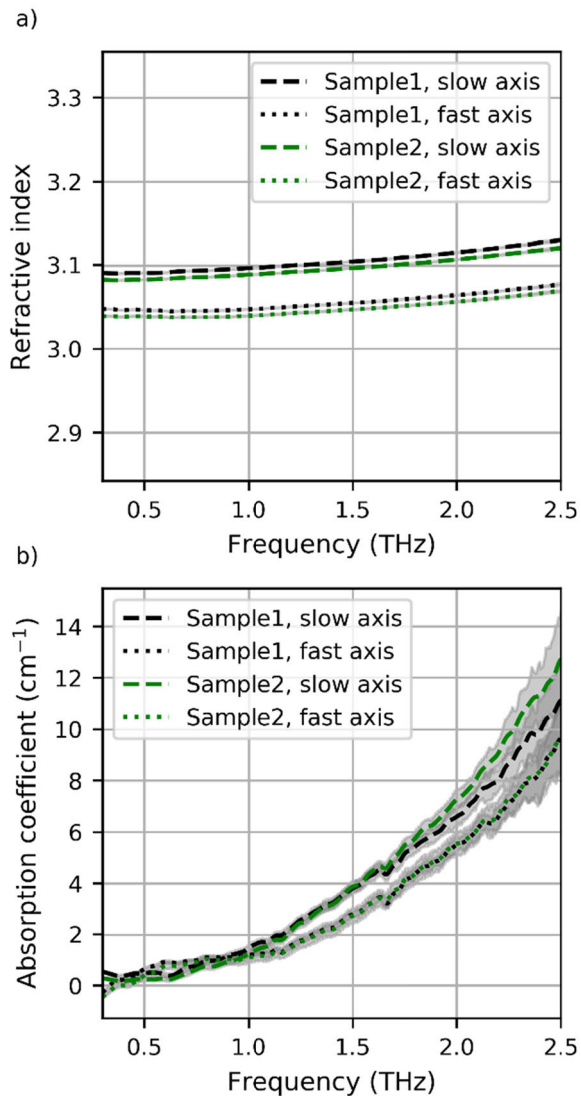 a)
Refractive index
3.3
3.2
3.1
3.0
2.9
Sample1, slow axis
Sample1, fast axis
Sample2, slow axis
Sample2, fast axis
0.5 1.0 1.5 2.0 2.5
Frequency (THz)
b)
Absorption coefficient (cm⁻¹)
14
12
10
8
6
4
2
0
Sample1, slow axis
Sample1, fast axis
Sample2, slow axis
Sample2, fast axis
0.5 1.0 1.5 2.0 2.5
Frequency (THz)